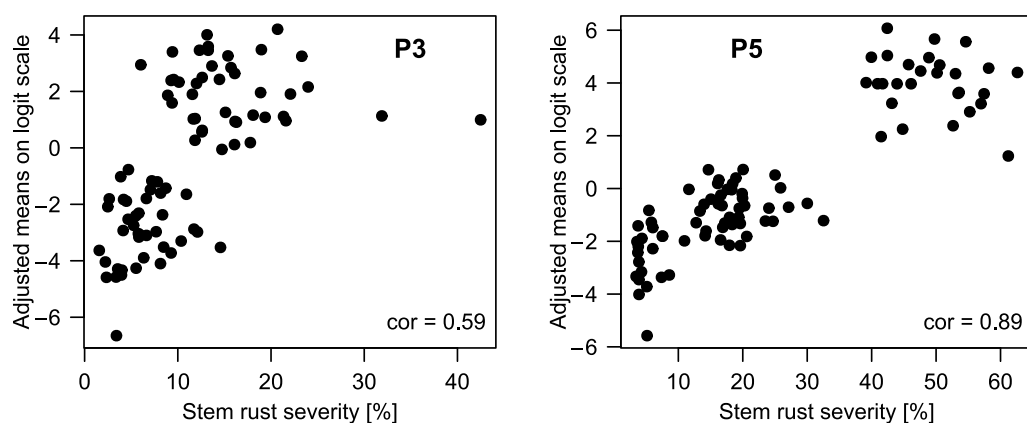 Adjusted means on logit scale
4
2
0
−2
−4
−6
P3
cor = 0.59
0 10 20 30 40
Stem rust severity [%]
Adjusted means on logit scale
6
4
2
0
−2
−4
−6
P5
cor = 0.89
10 20 30 40 50 60
Stem rust severity [%]